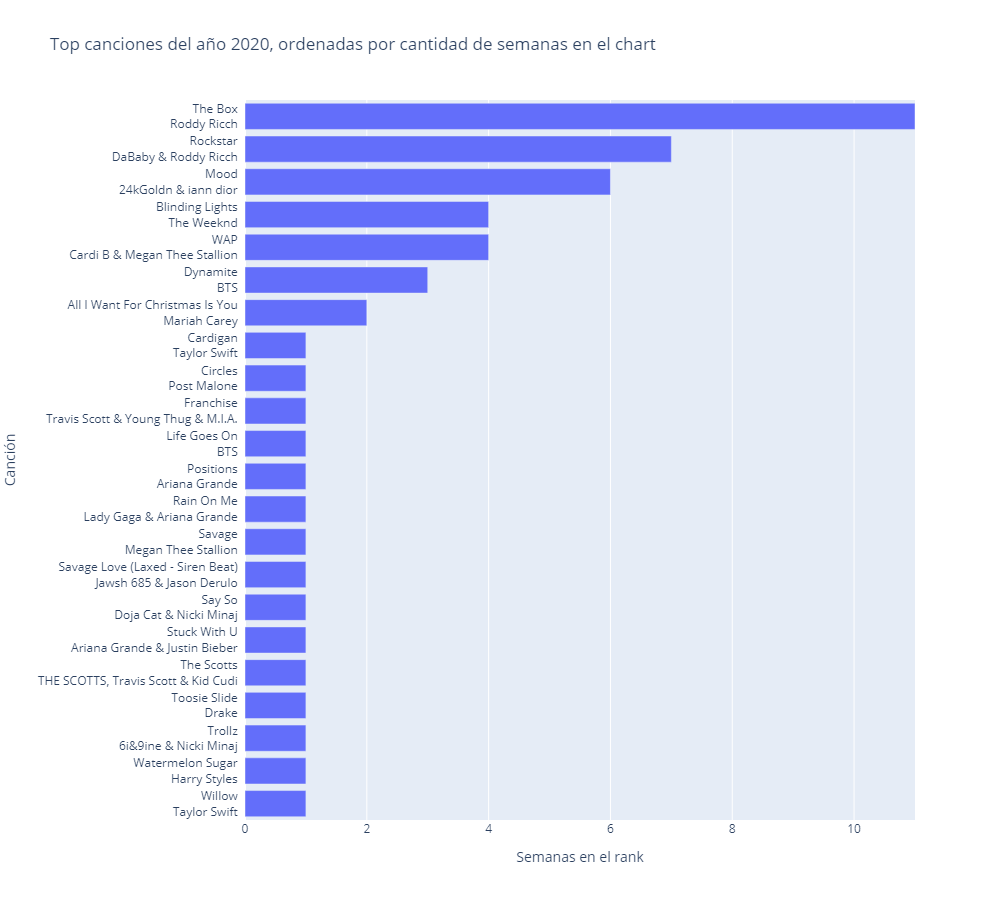 Top canciones del año 2020, ordenadas por cantidad de semanas en el chart
The Box
Roddy Ricch
Rockstar
DaBaby & Roddy Ricch
Mood
24kGoldn & iann dior
Blinding Lights
The Weeknd
WAP
Cardi B & Megan Thee Stallion
Dynamite
BTS
All I Want For Christmas Is You
Mariah Carey
Cardigan
Taylor Swift
Circles
Post Malone
Franchise
Travis Scott & Young Thug & M.I.A.
Life Goes On
BTS
Positions
Ariana Grande
Rain On Me
Lady Gaga & Ariana Grande
Savage
Megan Thee Stallion
Savage Love (Laxed - Siren Beat)
Jawsh 685 & Jason Derulo
Say So
Doja Cat & Nicki Minaj
Stuck With U
Ariana Grande & Justin Bieber
The Scotts
THE SCOTTS, Travis Scott & Kid Cudi
Toosie Slide
Drake
Trollz
6i&9ine & Nicki Minaj
Watermelon Sugar
Harry Styles
Willow
Taylor Swift
Canción
0 2 4 6 8 10
Semanas en el rank